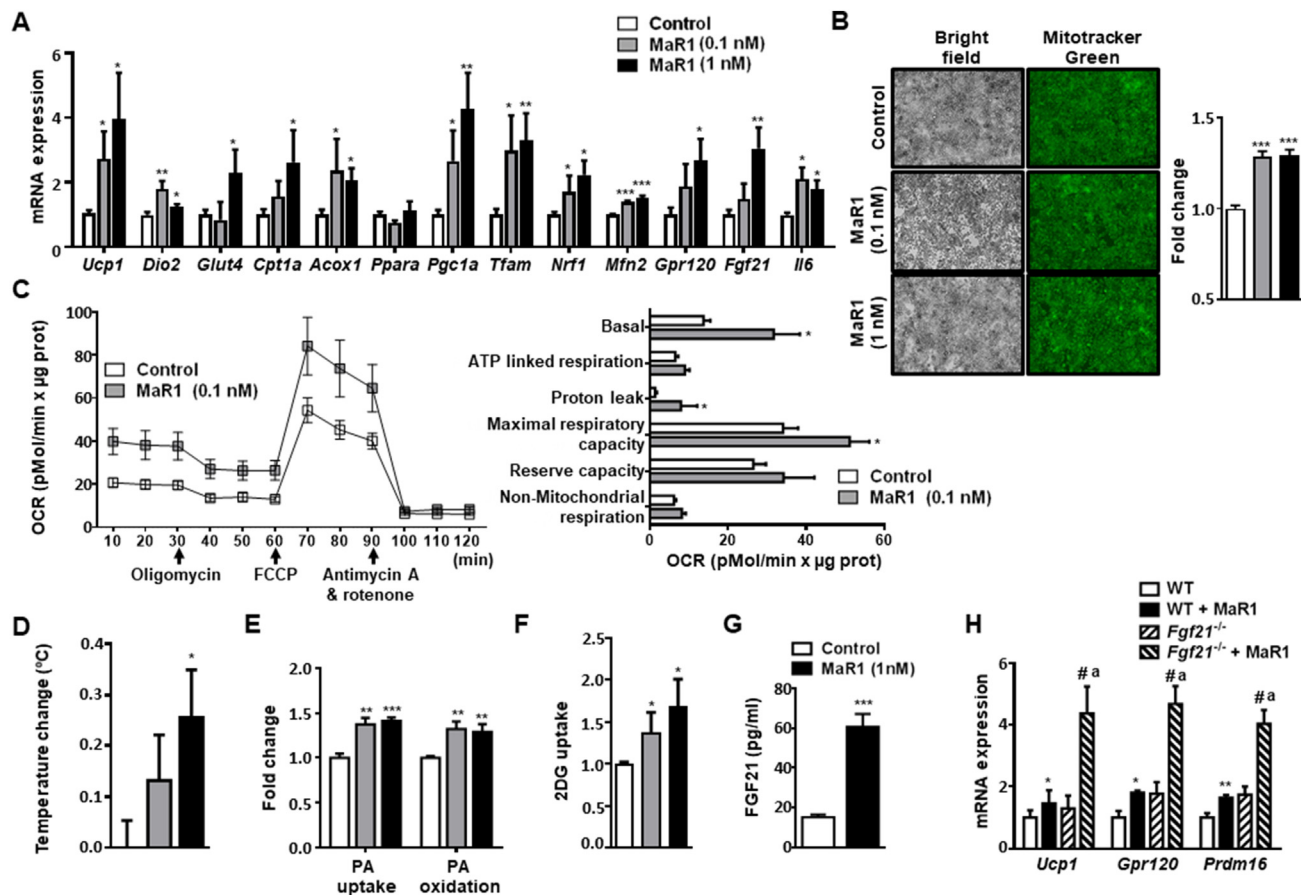 A
Control
MaR1 (0.1 nM)
MaR1 (1 nM)
mRNA expression
6
4
2
0
* * ** * * * * * * ** * ** * * *** *** * ** * *
Ucp1 Dio2 Glut4 Cpt1a Acox1 Ppara Pgc1a Tfam Nrf1 Mfn2 Gpr120 Fgf21 Il6
B
Bright field
Mitotracker Green
Control
MaR1 (0.1 nM)
MaR1 (1 nM)
Fold change
1.5
1.0
0.5
*** ***
C
OCR (pMol/min x µg prot)
100
80
60
40
20
0
Control
MaR1 (0.1 nM)
10 20 30 40 50 60 70 80 90 100 110 120
(min)
Oligomycin
FCCP
Antimycin A
& rotenone
Basal
*
ATP linked respiration
Proton leak
*
Maximal respiratory
capacity
*
Reserve capacity
Non-Mitochondrial
respiration
Control
MaR1 (0.1 nM)
0 20 40 60
OCR (pMol/min x µg prot)
D
Temperature change (°C)
0.4
0.3
0.2
0.1
0.0
*
E
Fold change
2.0
1.5
1.0
0.5
0.0
** *** ** **
PA
uptake
PA
oxidation
F
2DG uptake
2.5
2.0
1.5
1.0
0.5
0.0
* *
G
Control
MaR1 (1nM)
FGF21 (pg/ml)
80
60
40
20
0
***
H
WT
WT + MaR1
Fgf21-/-
Fgf21-/- + MaR1
mRNA expression
6
4
2
0
* # a * # a ** # a
Ucp1 Gpr120 Prdm16